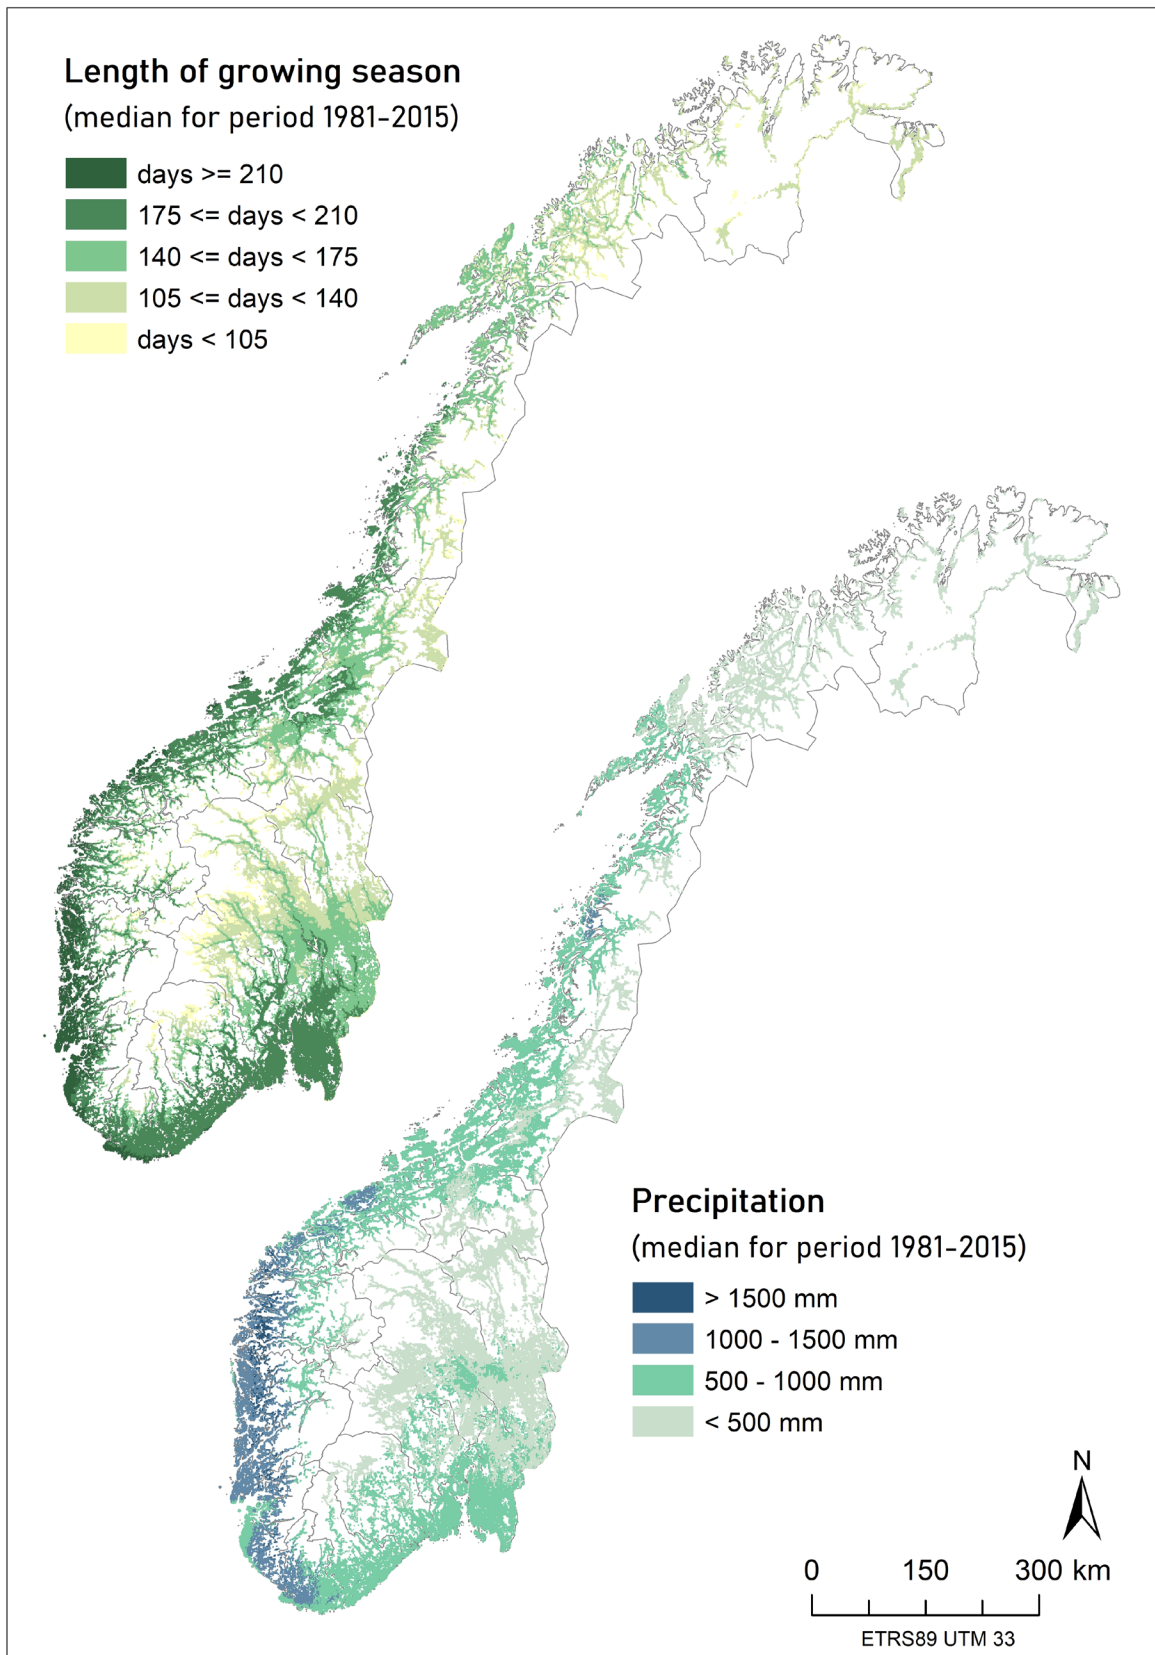 Length of growing season
(median for period 1981-2015)
days >= 210
175 <= days < 210
140 <= days < 175
105 <= days < 140
days < 105
Precipitation
(median for period 1981-2015)
> 1500 mm
1000 - 1500 mm
500 - 1000 mm
< 500 mm
N
0 150 300 km
ETRS89 UTM 33